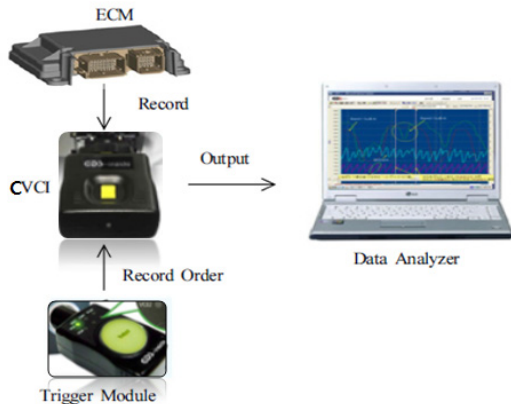 ECM
Record
CVCI
Output
Data Analyzer
Record Order
Trigger Module